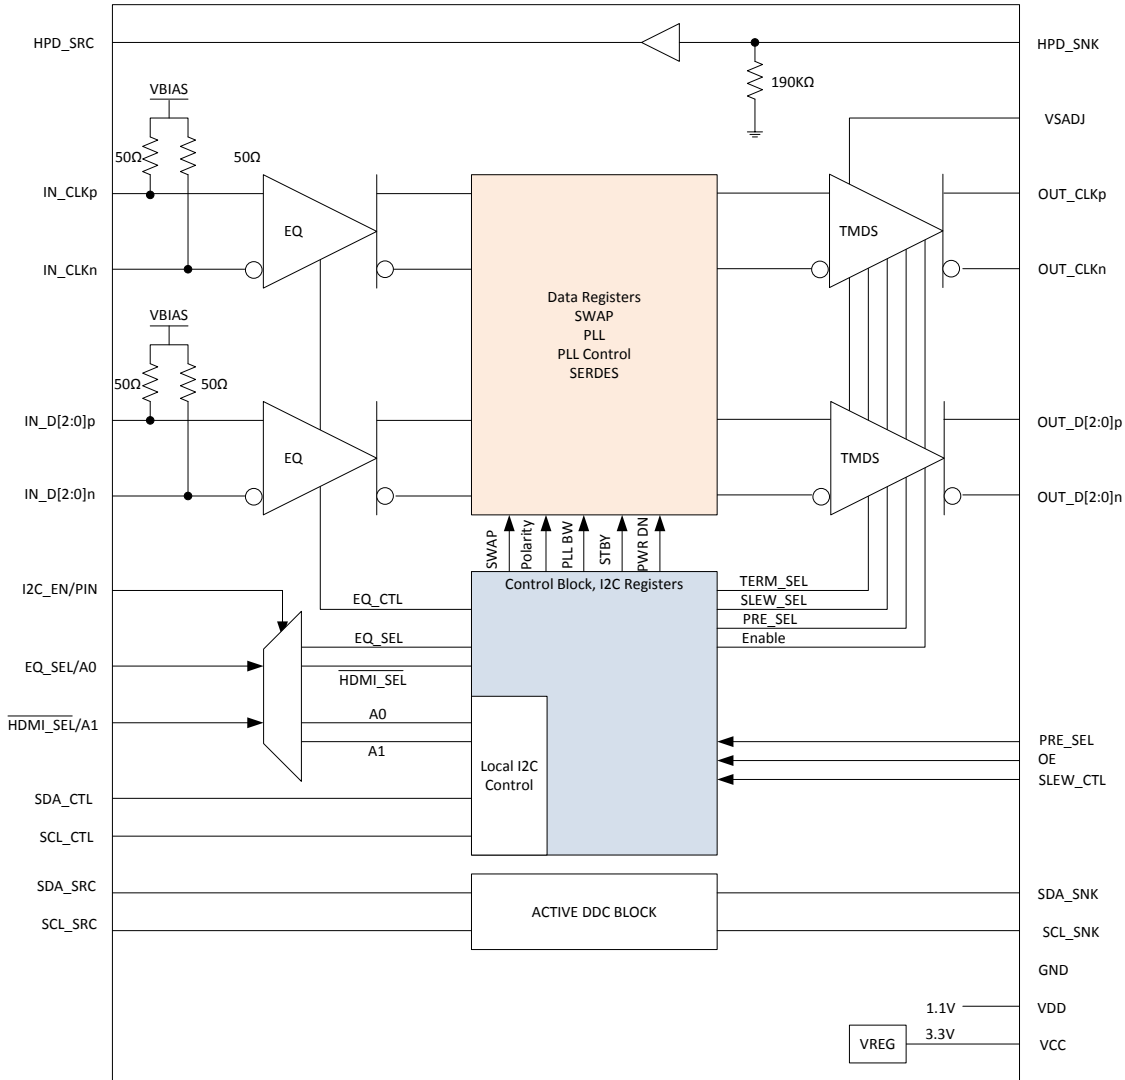 HPD_SRC
HPD_SNK
190KΩ
VBIAS
VSADJ
50Ω
50Ω
IN_CLKp
OUT_CLKp
EQ
TMDS
IN_CLKn
OUT_CLKn
Data Registers
SWAP
PLL
PLL Control
SERDES
VBIAS
50Ω
50Ω
IN_D[2:0]p
OUT_D[2:0]p
EQ
TMDS
IN_D[2:0]n
OUT_D[2:0]n
SWAP
Polarity
PLL BW
STBY
PWR DN
I2C_EN/PIN
Control Block, I2C Registers
TERM_SEL
EQ_CTL
SLEW_SEL
PRE_SEL
EQ_SEL
Enable
EQ_SEL/A0
HDMI_SEL
A0
HDMI_SEL/A1
A1
PRE_SEL
OE
SLEW_CTL
Local I2C
Control
SDA_CTL
SCL_CTL
SDA_SRC
SDA_SNK
ACTIVE DDC BLOCK
SCL_SRC
SCL_SNK
GND
1.1V
VDD
VREG
3.3V
VCC